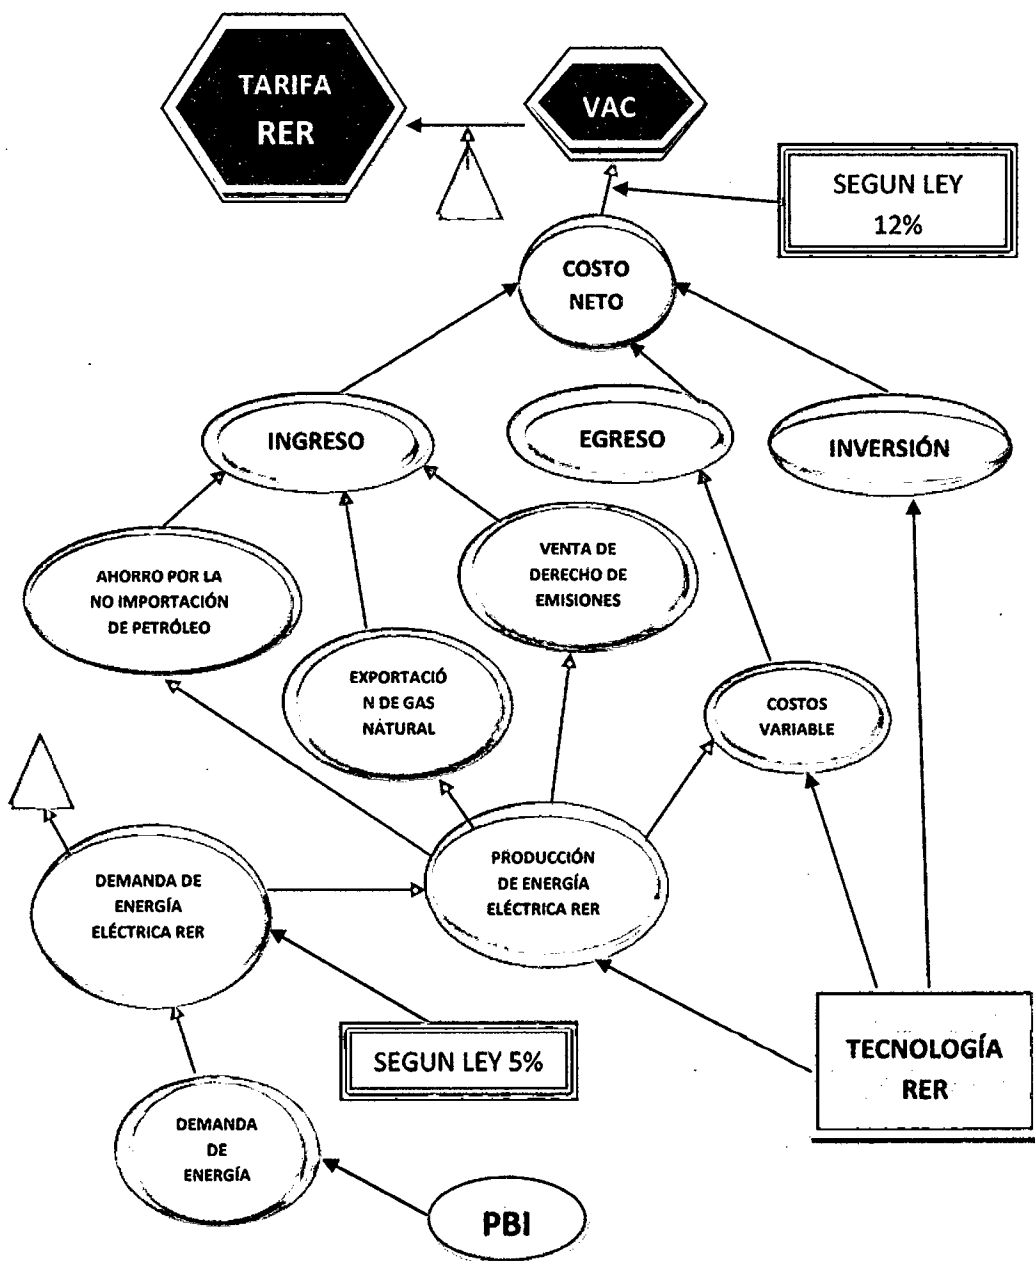 TARIFA
RER
VAC
SEGUN LEY
12%
COSTO
NETO
INGRESO
EGRESO
INVERSIÓN
AHORRO POR LA
NO IMPORTACIÓN
DE PETRÓLEO
VENTA DE
DERECHO DE
EMISIONES
EXPORTACIÓ
N DE GAS
NATURAL
COSTOS
VARIABLE
DEMANDA DE
ENERGÍA
ELÉCTRICA RER
PRODUCCIÓN
DE ENERGÍA
ELÉCTRICA RER
SEGUN LEY 5%
TECNOLOGÍA
RER
DEMANDA
DE
ENERGÍA
PBI